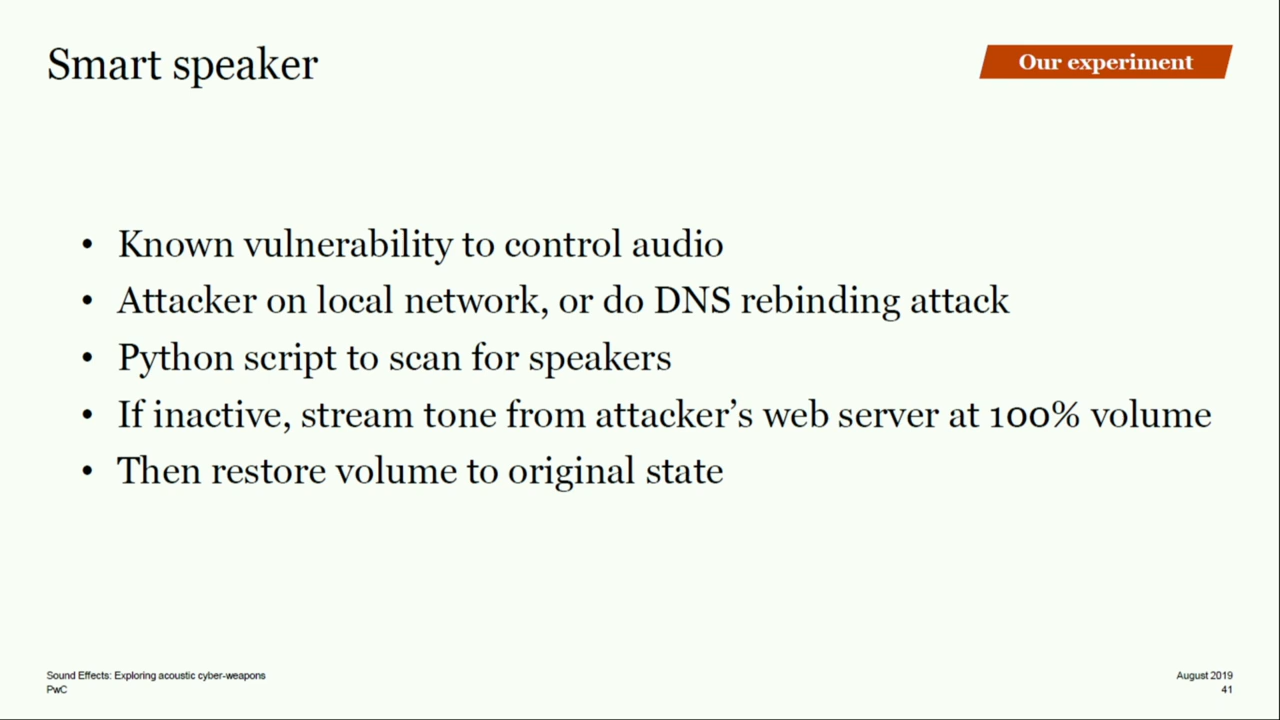 Smart speaker
Our experiment
• Known vulnerability to control audio
• Attacker on local network, or do DNS rebinding attack
• Python script to scan for speakers
• If inactive, stream tone from attacker’s web server at 100% volume
• Then restore volume to original state
Sound Effects: Exploring acoustic cyber-weapons
PwC
August 2019
41